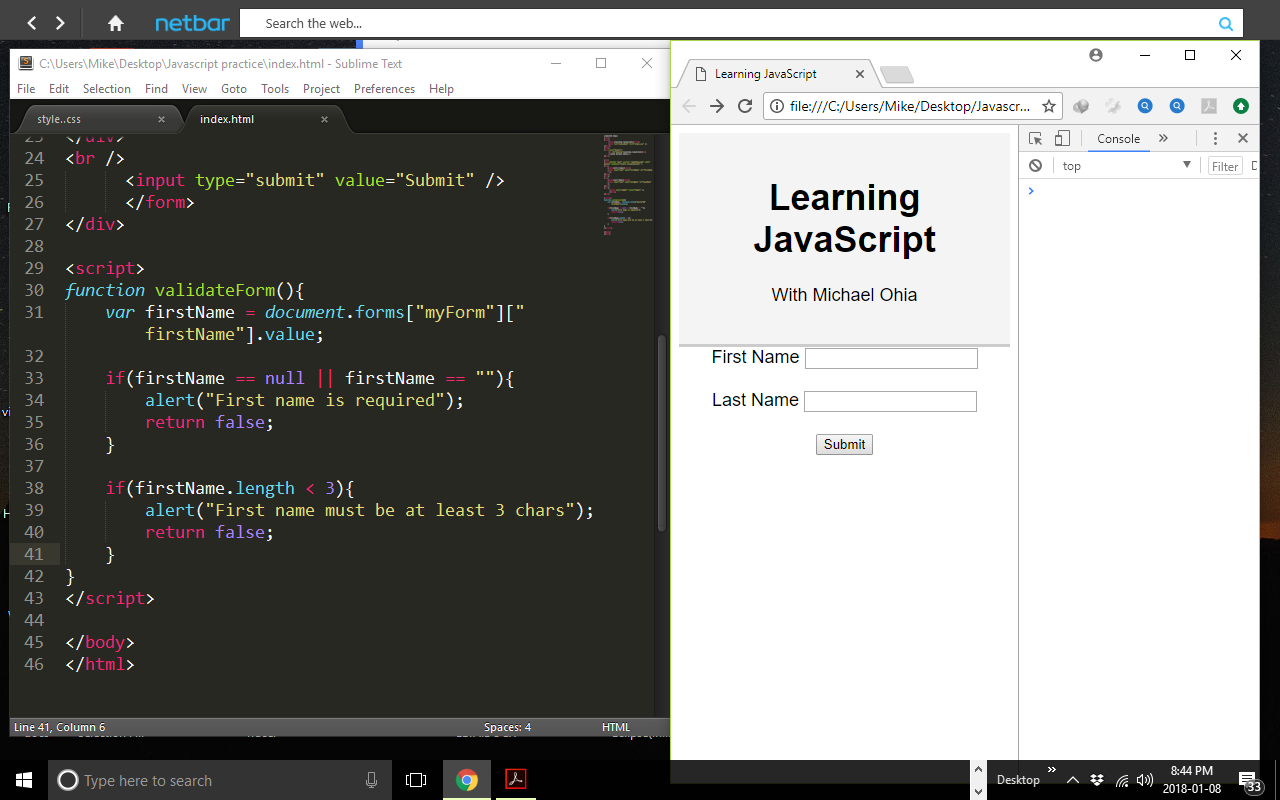 netbar
Search the web...
C:\Users\Mike\Desktop\Javascript practice\index.html - Sublime Text
File Edit Selection Find View Goto Tools Project Preferences Help
style..css
index.html
23 </div>
24 <br />
25 <input type="submit" value="Submit" />
26 </form>
27 </div>
28
29 <script>
30 function validateForm(){
31 var firstName = document.forms["myForm"]["
firstName"].value;
32
33 if(firstName == null || firstName == ""){
34 alert("First name is required");
35 return false;
36 }
37
38 if(firstName.length < 3){
39 alert("First name must be at least 3 chars");
40 return false;
41 }
42 }
43 </script>
44
45 </body>
46 </html>
Line 41, Column 6
Spaces: 4
HTML
Learning JavaScript
file:///C:/Users/Mike/Desktop/Javascr...
Learning
JavaScript
With Michael Ohia
First Name
Last Name
Submit
Console
top
Filter
Type here to search
Desktop
8:44 PM
2018-01-08
33